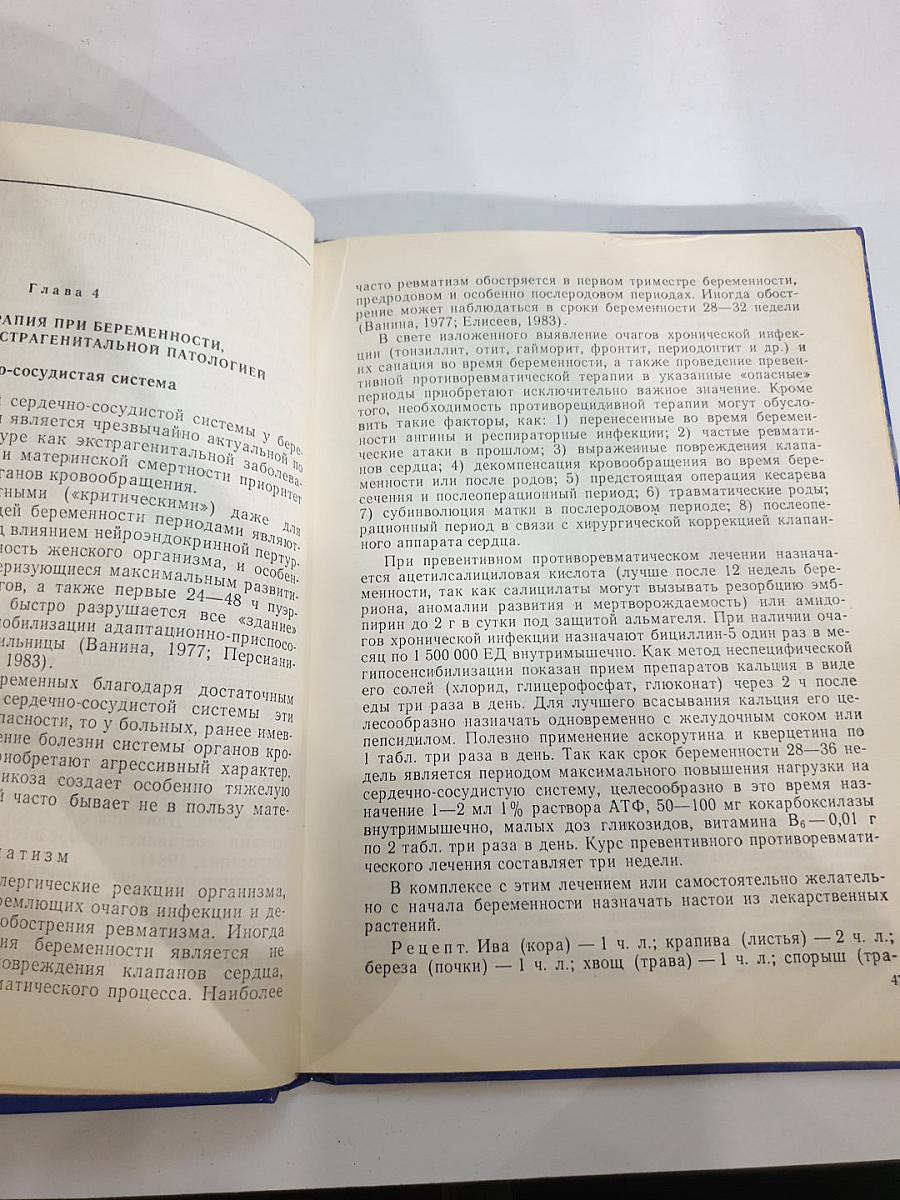 Глава 4
РАПИЯ ПРИ БЕРЕМЕННОСТИ,
СТРАГЕНИТАЛЬНОЙ ПАТОЛОГИЕЙ
о-сосудистая система
й сердечно-сосудистой системы у бере-
и является чрезвычайно актуальной по
уре как экстрагенитальной заболева-
и материнской смертности приоритет
рганов кровообращения.
тными («критическими») даже для
щей беременности периодами являют-
д влиянием нейроэндокринной пертур-
ность женского организма, и особен-
еризующиеся максимальным развити-
гов, а также первые 24—48 ч пуэр-
быстро разрушается все «здание»
мобилизации адаптационно-приспосо-
ильницы (Ванина, 1977; Персиани-
1983).
ременных благодаря достаточным
сердечно-сосудистой системы эти
пасности, то у больных, ранее имев-
ение болезни системы органов кро-
риобретают агрессивный характер.
икоза создает особенно тяжелую
й часто бывает не в пользу мате-
матизм
лергические реакции организма,
ремлющих очагов инфекции и де-
обострения ревматизма. Иногда
ия беременности является не
повреждения клапанов сердца,
матического процесса. Наиболее
часто ревматизм обостряется в первом триместре беременности,
предродовом и особенно послеродовом периодах. Иногда обост-
рение может наблюдаться в сроки беременности 28—32 недели
(Ванина, 1977; Елисеев, 1983).
В свете изложенного выявление очагов хронической инфек-
ции (тонзиллит, отит, гайморит, фронтит, периодонтит и др.) и
их санация во время беременности, а также проведение превен-
тивной противоревматической терапии в указанные «опасные»
периоды приобретают исключительно важное значение. Кроме
того, необходимость противорецидивной терапии могут обусло-
вить такие факторы, как: 1) перенесенные во время беремен-
ности ангины и респираторные инфекции; 2) частые ревмати-
ческие атаки в прошлом; 3) выраженные повреждения клапа-
нов сердца; 4) декомпенсация кровообращения во время бере-
менности или после родов; 5) предстоящая операция кесарева
сечения и послеоперационный период; 6) травматические роды;
7) субинволюция матки в послеродовом периоде; 8) послеопе-
рационный период в связи с хирургической коррекцией клапан-
ного аппарата сердца.
При превентивном противоревматическом лечении назнача-
ется ацетилсалициловая кислота (лучше после 12 недель бере-
менности, так как салицилаты могут вызывать резорбцию эмб-
риона, аномалии развития и мертворождаемость) или амидо-
пирин до 2 г в сутки под защитой альмагеля. При наличии оча-
гов хронической инфекции назначают бициллин-5 один раз в ме-
сяц по 1 500 000 ЕД внутримышечно. Как метод неспецифической
гипосенсибилизации показан прием препаратов кальция в виде
его солей (хлорид, глицерофосфат, глюконат) через 2 ч после
еды три раза в день. Для лучшего всасывания кальция его це-
лесообразно назначать одновременно с желудочным соком или
пепсидилом. Полезно применение аскорутина и кверцетина по
1 табл. три раза в день. Так как срок беременности 28—36 не-
дель является периодом максимального повышения нагрузки на
сердечно-сосудистую систему, целесообразно в это время наз-
начение 1—2 мл 1% раствора АТФ, 50—100 мг кокарбоксилазы
внутримышечно, малых доз гликозидов, витамина В₆ — 0,01 г
по 2 табл. три раза в день. Курс превентивного противоревмати-
ческого лечения составляет три недели.
В комплексе с этим лечением или самостоятельно желатель-
но с начала беременности назначать настои из лекарственных
растений.
Рецепт. Ива (кора) — 1 ч. л.; крапива (листья) — 2 ч. л.;
береза (почки) — 1 ч. л.; хвощ (трава) — 1 ч. л.; спорыш (тра-